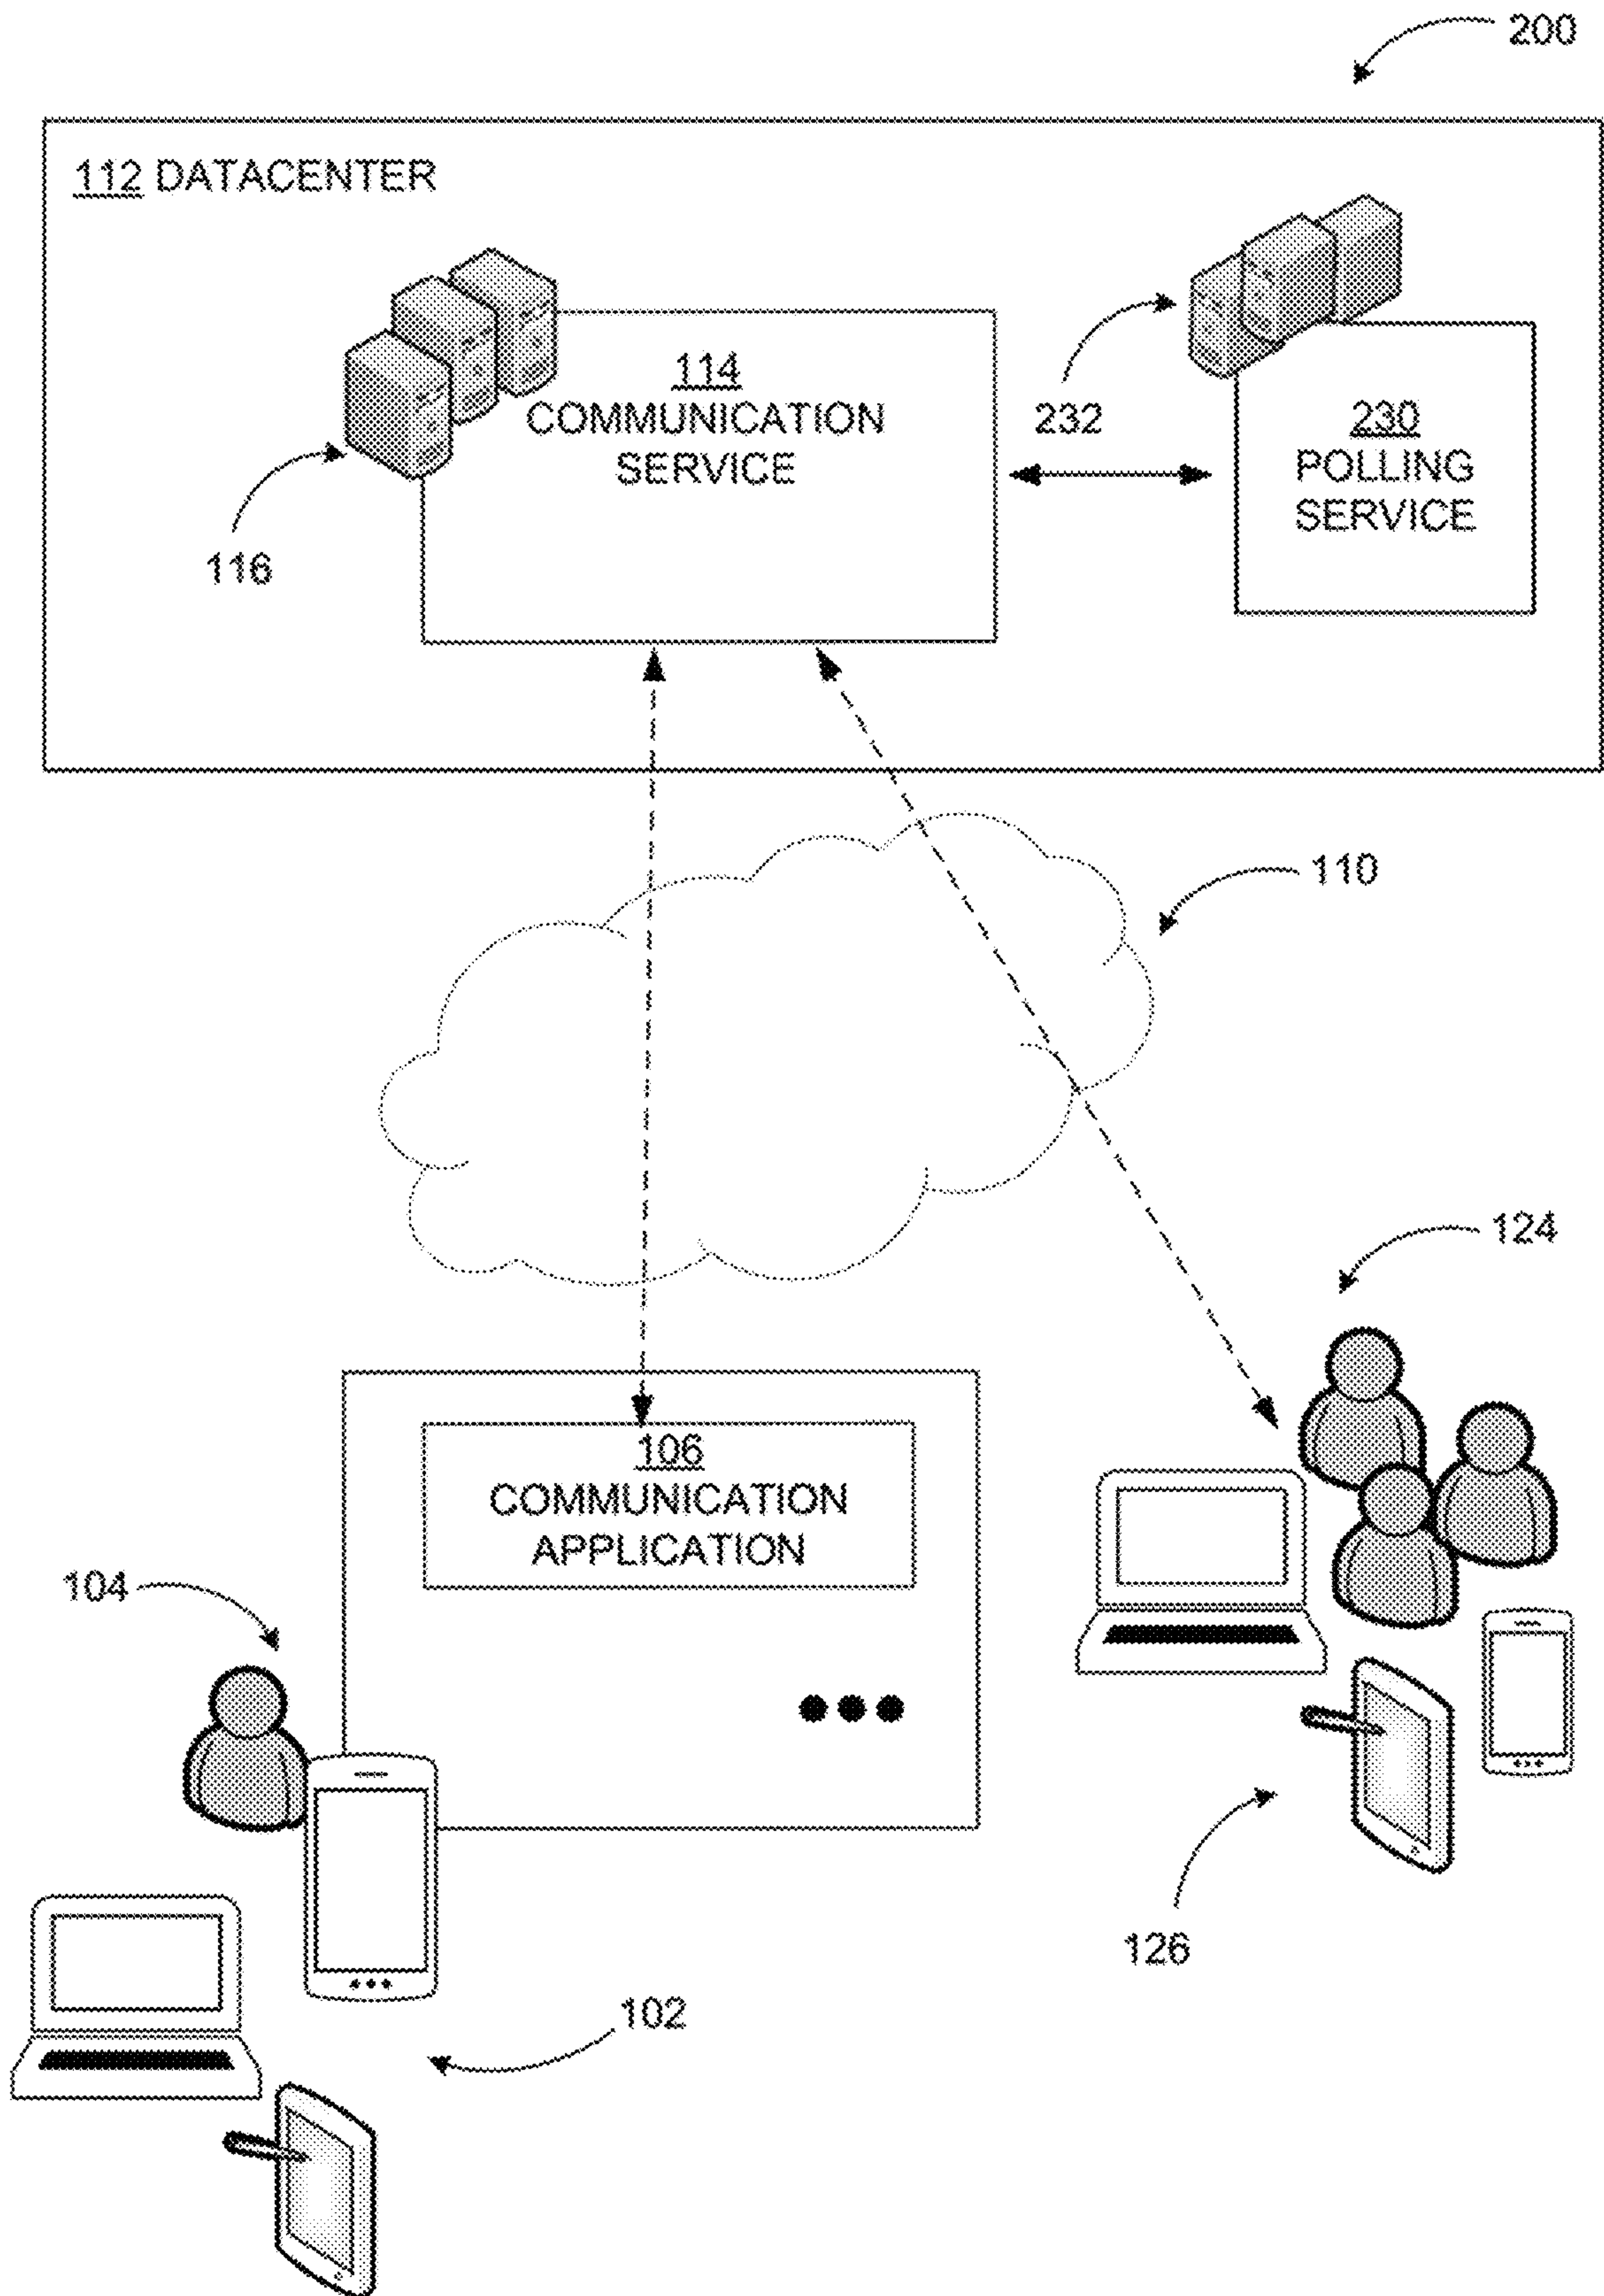 200
112 DATACENTER
114
COMMUNICATION
SERVICE
232
230
POLLING
SERVICE
116
110
124
106
COMMUNICATION
APPLICATION
104
126
102